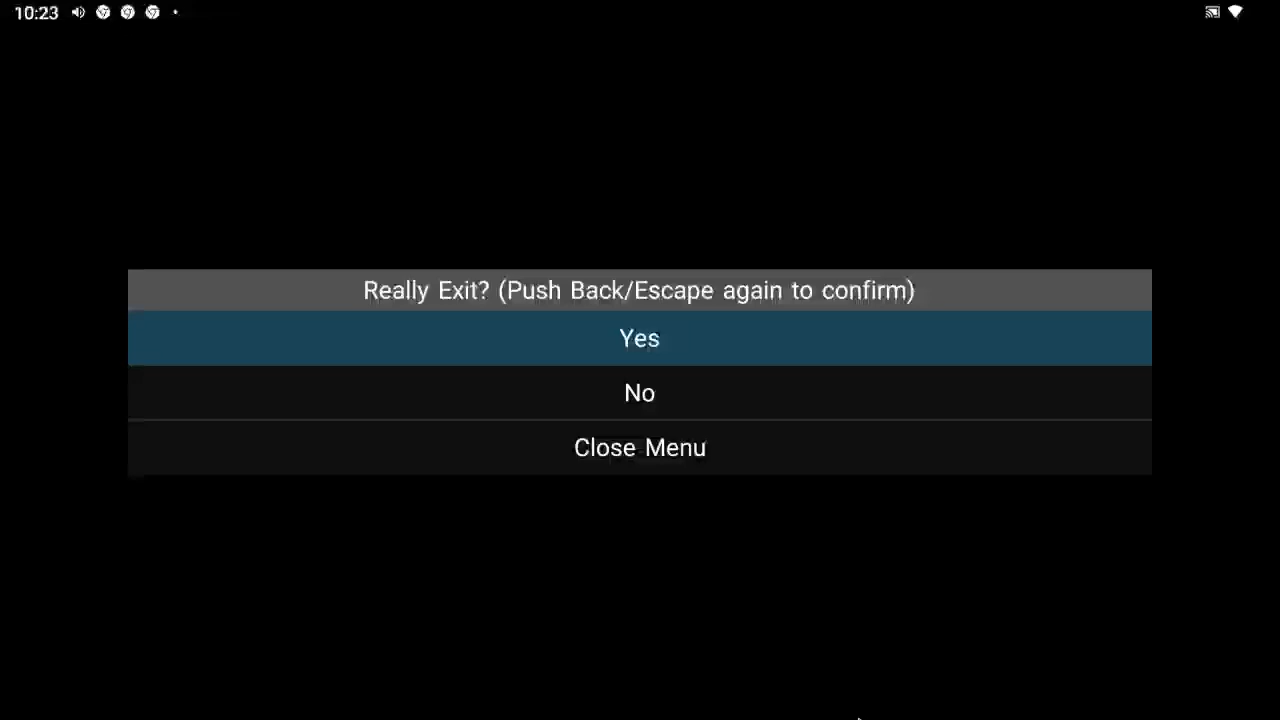 10:23
Really Exit? (Push Back/Escape again to confirm)
Yes
No
Close Menu